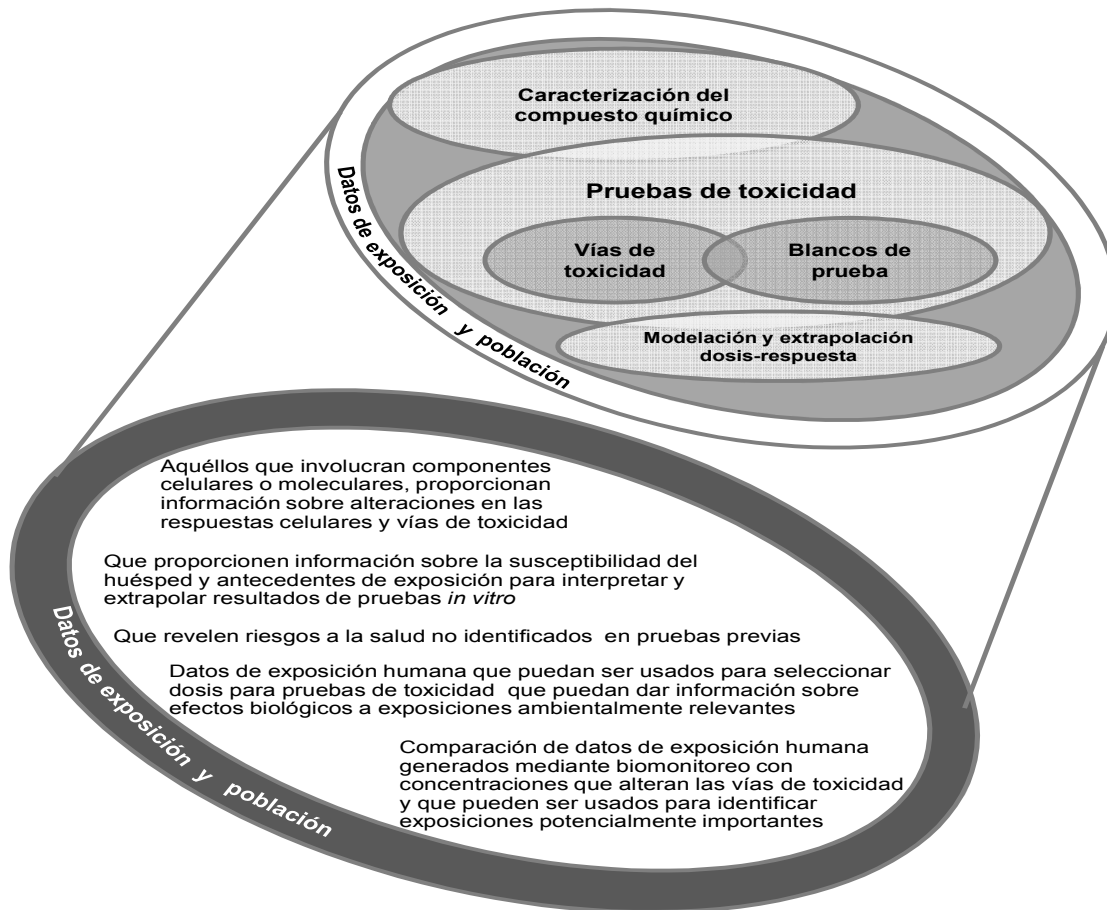 Caracterización del
compuesto químico
Pruebas de toxicidad
Vías de
toxicidad
Blancos de
prueba
Modelación y extrapolación
dosis-respuesta
Datos de exposición y población
Aquéllos que involucran componentes
celulares o moleculares, proporcionan
información sobre alteraciones en las
respuestas celulares y vías de toxicidad
Que proporcionen información sobre la susceptibilidad del
huésped y antecedentes de exposición para interpretar y
extrapolar resultados de pruebas in vitro
Que revelen riesgos a la salud no identificados en pruebas previas
Datos de exposición humana que puedan ser usados para seleccionar
dosis para pruebas de toxicidad que puedan dar información sobre
efectos biológicos a exposiciones ambientalmente relevantes
Comparación de datos de exposición humana
generados mediante biomonitoreo con
concentraciones que alteran las vías de toxicidad
y que pueden ser usados para identificar
exposiciones potencialmente importantes
Datos de exposición y población